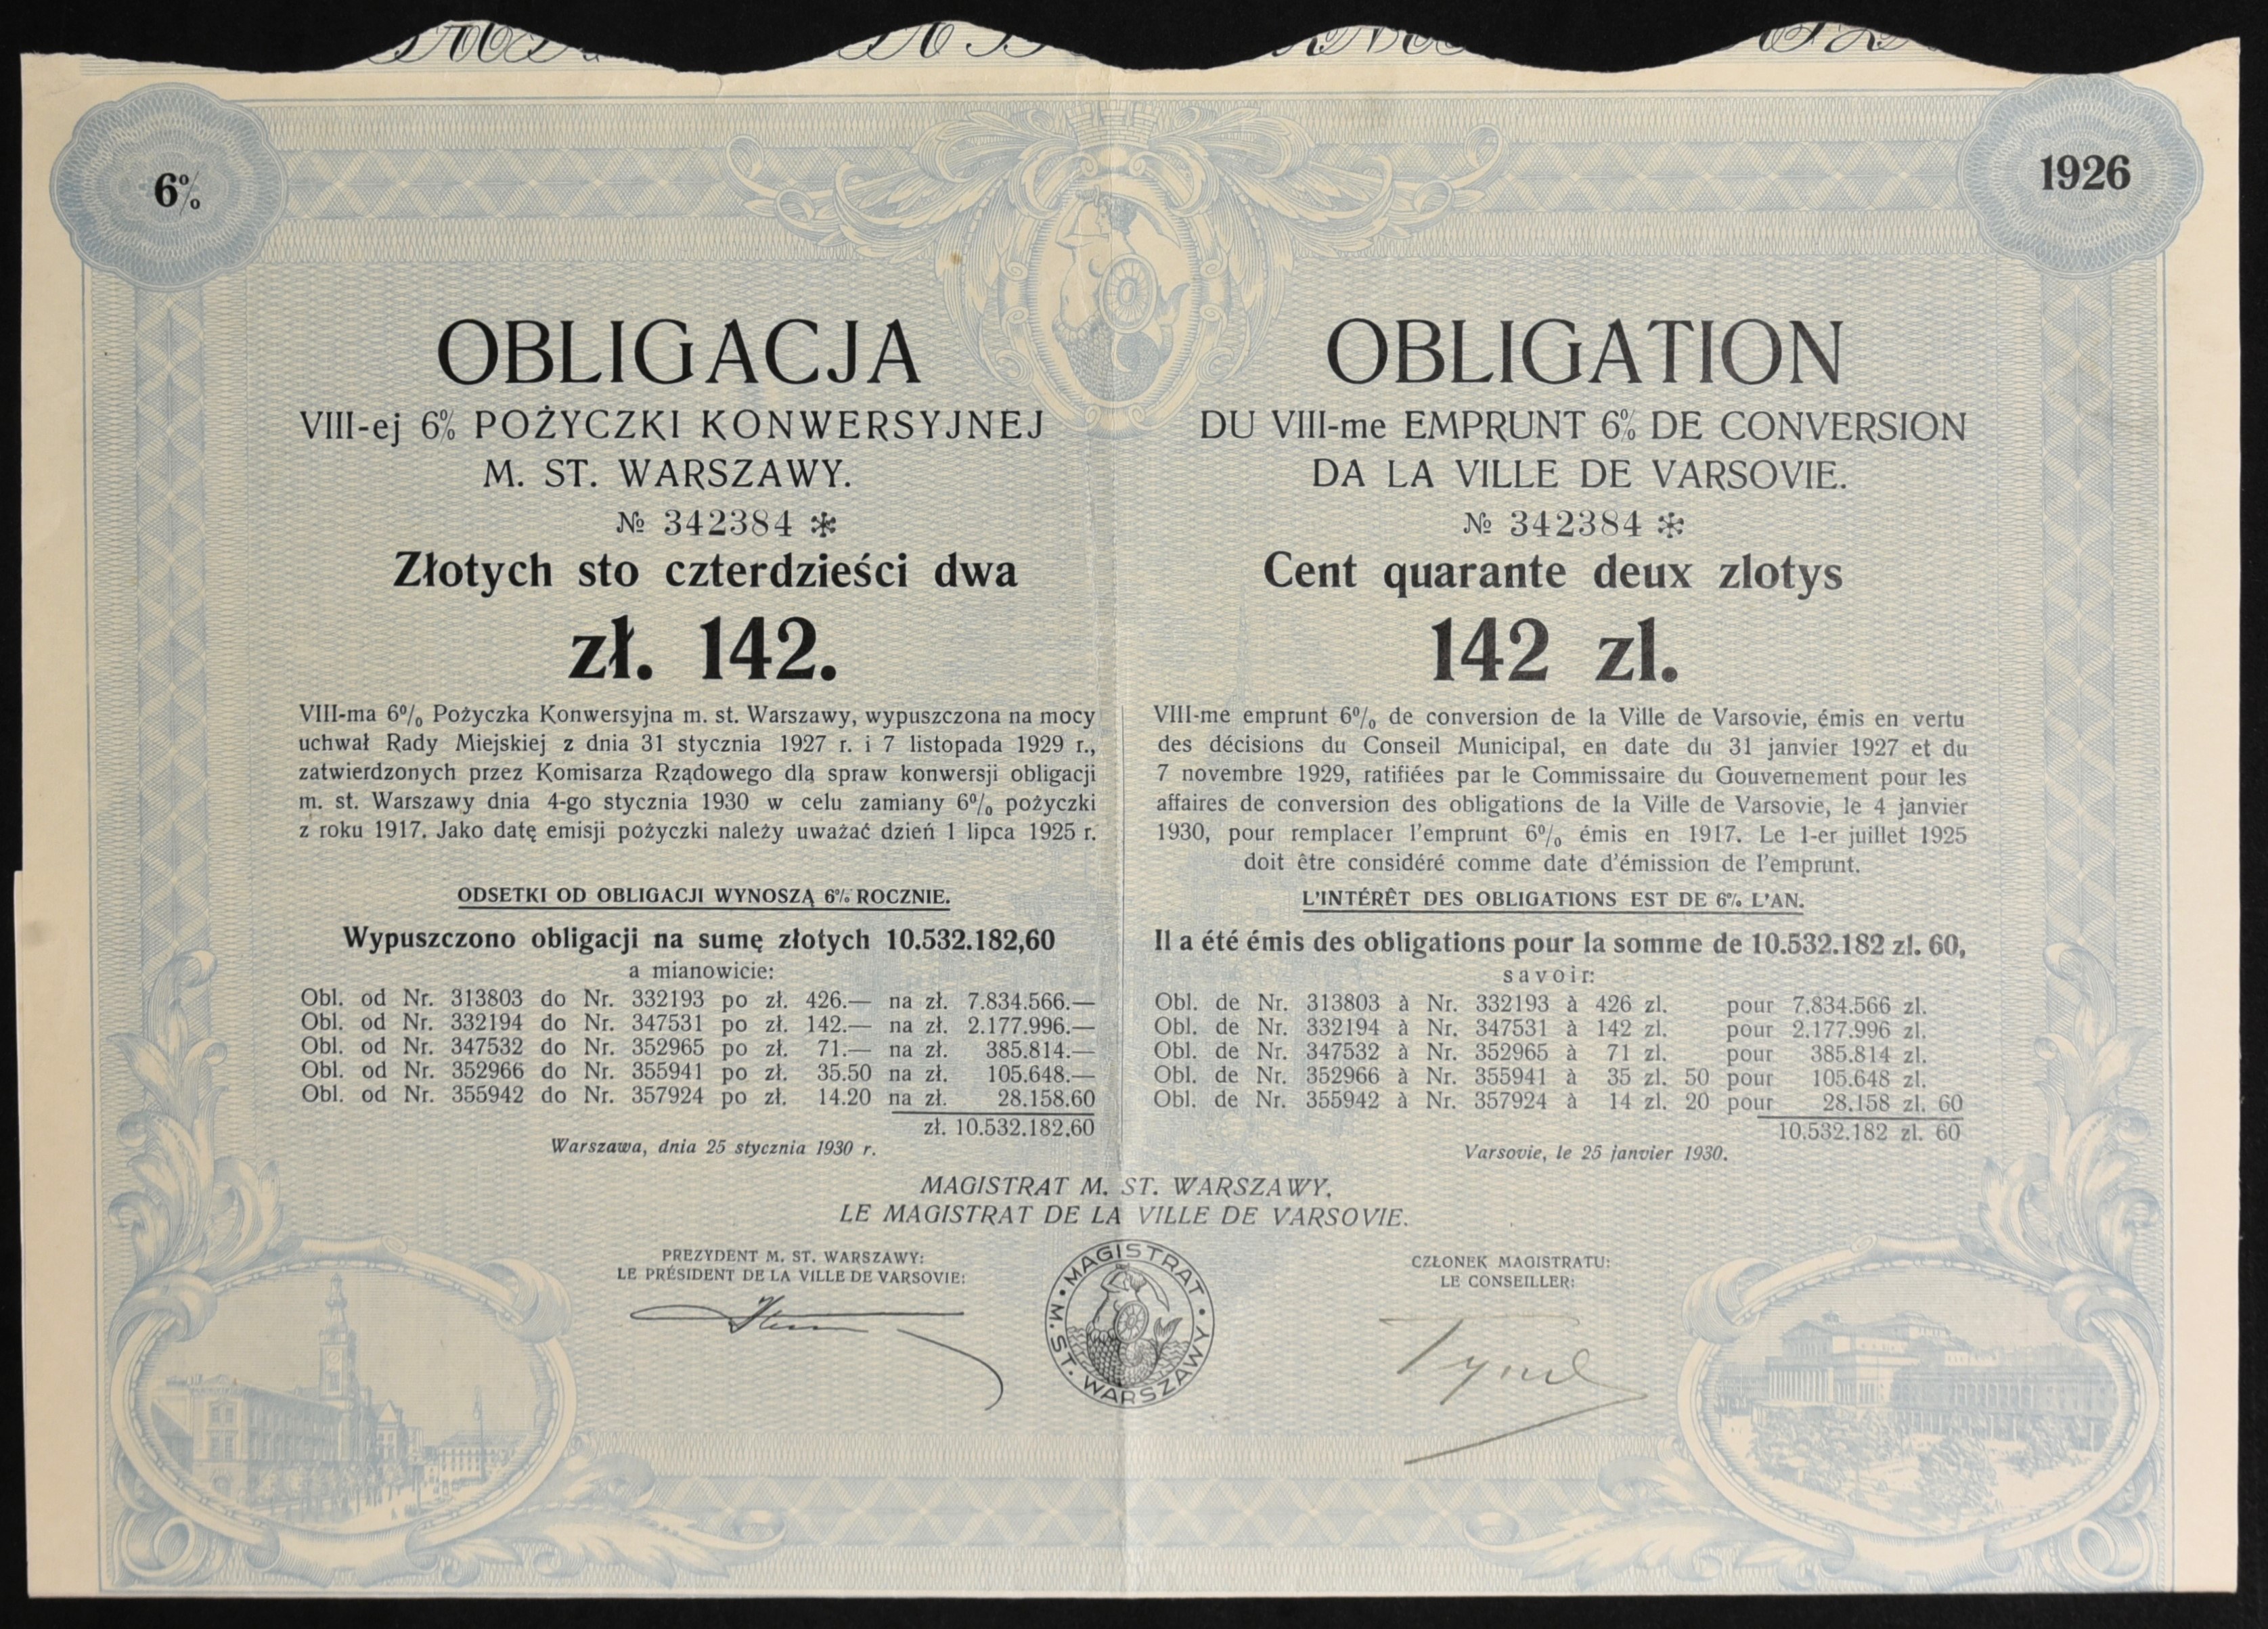 6%
1926
OBLIGACJA
VIII-ej 6% POŻYCZKI KONWERSYJNEJ
M. ST. WARSZAWY.
№ 342384 *
Złotych sto czterdzieści dwa
zł. 142.
VIII-ma 6% Pożyczka Konwersyjna m. st. Warszawy, wypuszczona na mocy
uchwał Rady Miejskiej z dnia 31 stycznia 1927 r. i 7 listopada 1929 r.,
zatwierdzonych przez Komisarza Rządowego dla spraw konwersji obligacji
m. st. Warszawy dnia 4-go stycznia 1930 w celu zamiany 6% pożyczki
z roku 1917. Jako datę emisji pożyczki należy uważać dzień 1 lipca 1925 r.
ODSETKI OD OBLIGACJI WYNOSZĄ 6% ROCZNIE.
Wypuszczono obligacji na sumę złotych 10.532.182,60
a mianowicie:
Obl. od Nr. 313803 do Nr. 332193 po zł. 426.— na zł. 7.834.566.—
Obl. od Nr. 332194 do Nr. 347531 po zł. 142.— na zł. 2.177.996.—
Obl. od Nr. 347532 do Nr. 352965 po zł. 71.— na zł. 385.814.—
Obl. od Nr. 352966 do Nr. 355941 po zł. 35.50 na zł. 105.648.—
Obl. od Nr. 355942 do Nr. 357924 po zł. 14.20 na zł. 28.158.60
zł. 10.532.182.60
Warszawa, dnia 25 stycznia 1930 r.
OBLIGATION
DU VIII-me EMPRUNT 6% DE CONVERSION
DA LA VILLE DE VARSOVIE.
№ 342384 *
Cent quarante deux zlotys
142 zl.
VIII-me emprunt 6% de conversion de la Ville de Varsovie, émis en vertu
des décisions du Conseil Municipal, en date du 31 janvier 1927 et du
7 novembre 1929, ratifiées par le Commissaire du Gouvernement pour les
affaires de conversion des obligations de la Ville de Varsovie, le 4 janvier
1930, pour remplacer l'emprunt 6% émis en 1917. Le 1-er juillet 1925
doit être considéré comme date d'émission de l'emprunt.
L'INTÉRÊT DES OBLIGATIONS EST DE 6% L'AN.
Il a été émis des obligations pour la somme de 10.532.182 zl. 60,
savoir:
Obl. de Nr. 313803 à Nr. 332193 à 426 zl. pour 7.834.566 zl.
Obl. de Nr. 332194 à Nr. 347531 à 142 zl. pour 2.177.996 zl.
Obl. de Nr. 347532 à Nr. 352965 à 71 zl. pour 385.814 zl.
Obl. de Nr. 352966 à Nr. 355941 à 35 zl. 50 pour 105.648 zl.
Obl. de Nr. 355942 à Nr. 357924 à 14 zl. 20 pour 28.158 zl. 60
10.532.182 zl. 60
Varsovie, le 25 janvier 1930.
MAGISTRAT M. ST. WARSZAWY.
LE MAGISTRAT DE LA VILLE DE VARSOVIE.
PREZYDENT M. ST. WARSZAWY:
LE PRÉSIDENT DE LA VILLE DE VARSOVIE:
MAGISTRAT • M. ST. WARSZAWY •
CZŁONEK MAGISTRATU:
LE CONSEILLER: